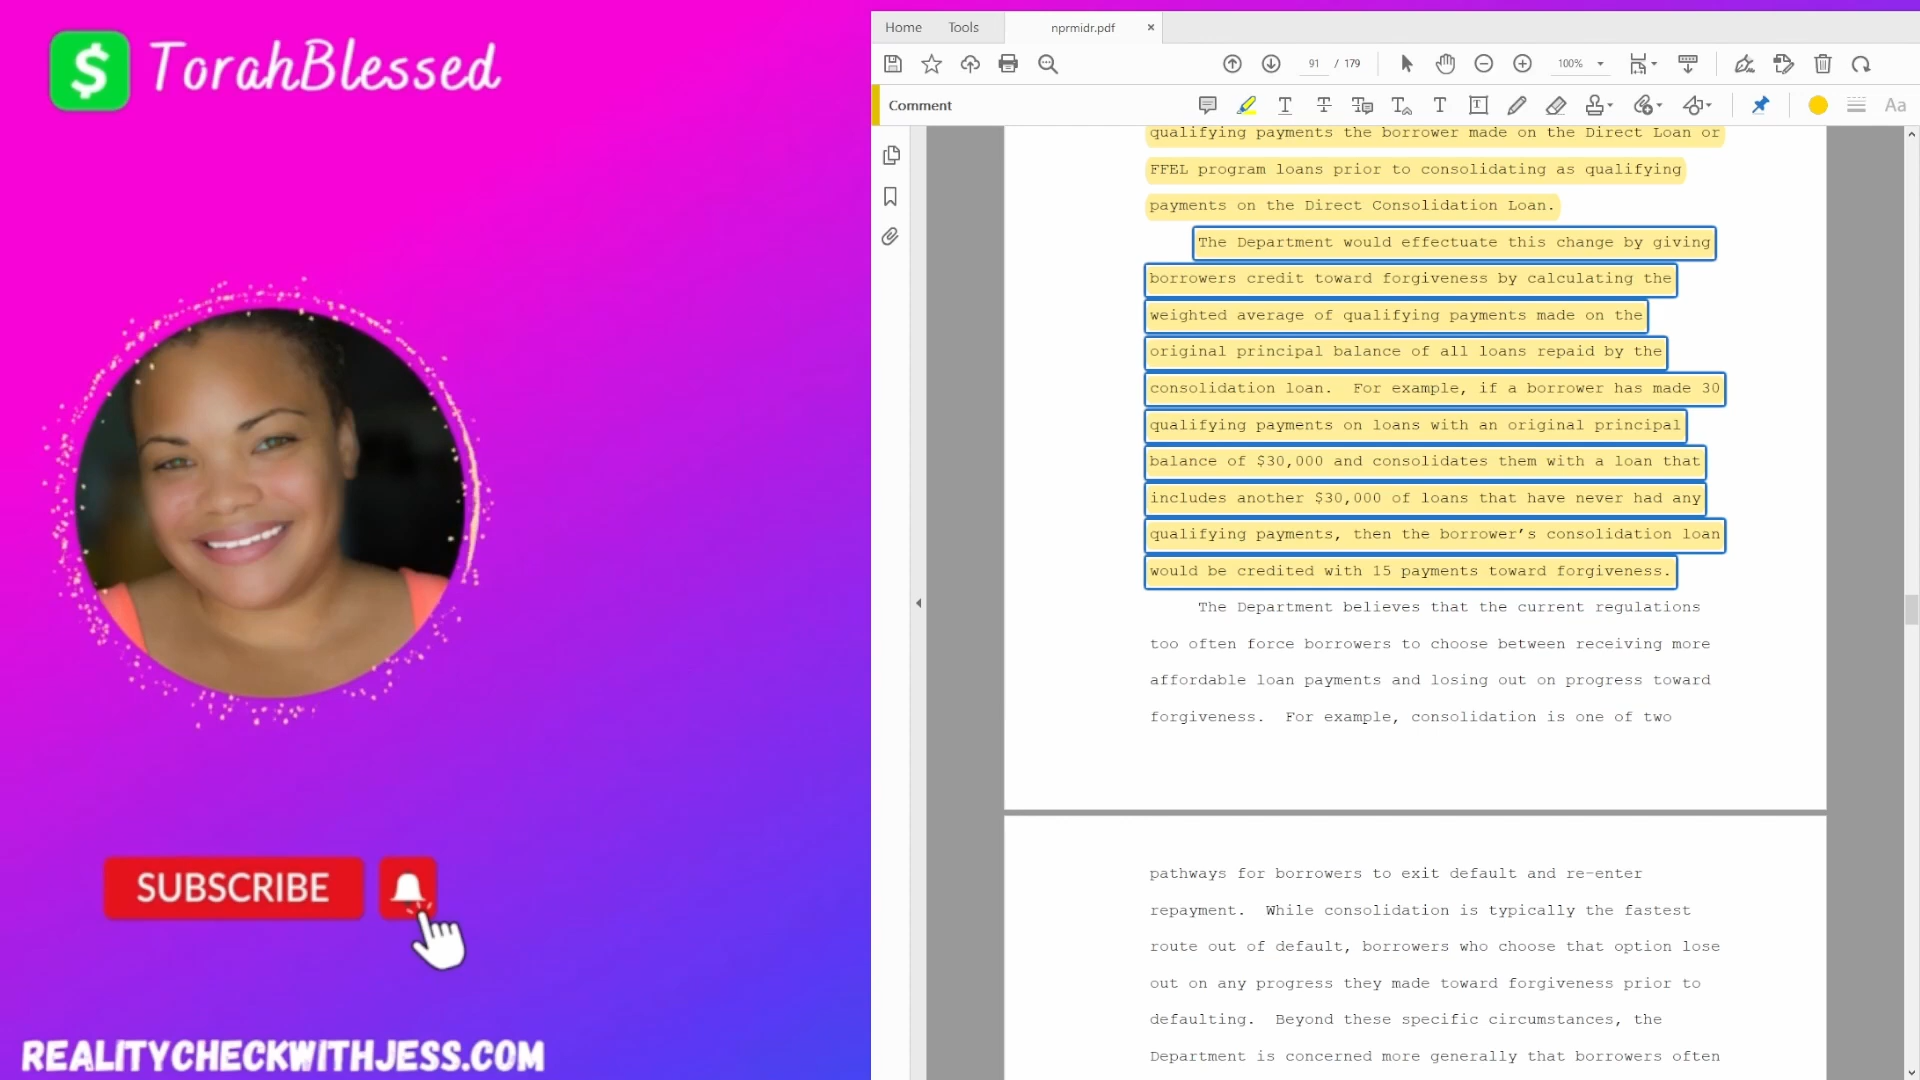 $ TorahBlessed
SUBSCRIBE
REALITYCHECKWITHJESS.COM
Home Tools nprmidr.pdf ×
91 / 179 100%
Comment
Aa
qualifying payments the borrower made on the Direct Loan or
FFEL program loans prior to consolidating as qualifying
payments on the Direct Consolidation Loan.
The Department would effectuate this change by giving
borrowers credit toward forgiveness by calculating the
weighted average of qualifying payments made on the
original principal balance of all loans repaid by the
consolidation loan. For example, if a borrower has made 30
qualifying payments on loans with an original principal
balance of $30,000 and consolidates them with a loan that
includes another $30,000 of loans that have never had any
qualifying payments, then the borrower’s consolidation loan
would be credited with 15 payments toward forgiveness.
The Department believes that the current regulations
too often force borrowers to choose between receiving more
affordable loan payments and losing out on progress toward
forgiveness. For example, consolidation is one of two
pathways for borrowers to exit default and re-enter
repayment. While consolidation is typically the fastest
route out of default, borrowers who choose that option lose
out on any progress they made toward forgiveness prior to
defaulting. Beyond these specific circumstances, the
Department is concerned more generally that borrowers often